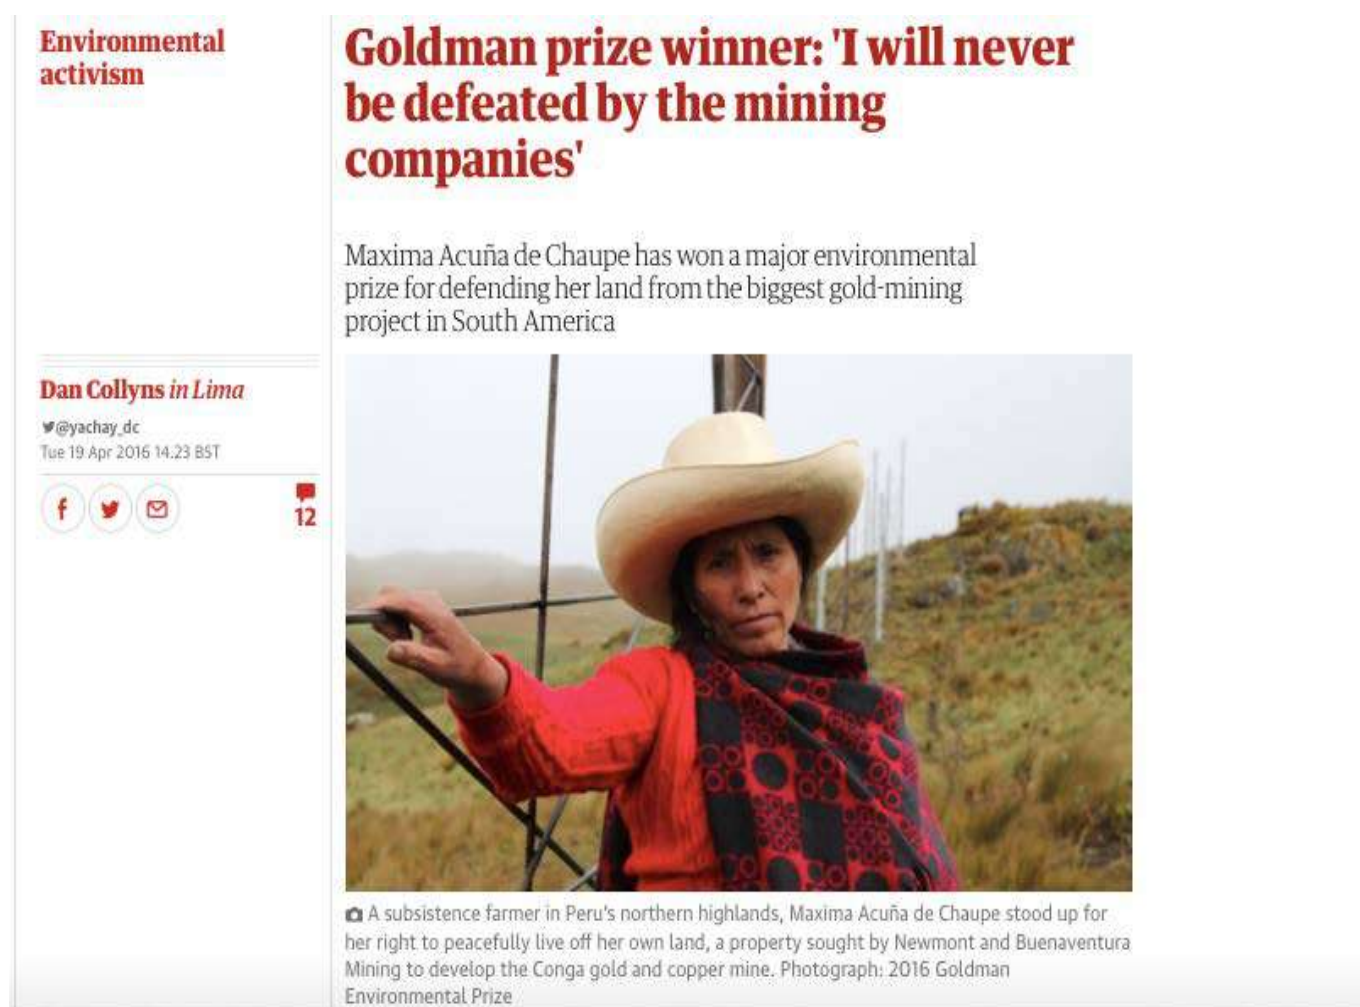 Environmental
activism
Goldman prize winner: 'I will never
be defeated by the mining
companies'
Maxima Acuña de Chaupe has won a major environmental
prize for defending her land from the biggest gold-mining
project in South America
Dan Collyns in Lima
@yachay_dc
Tue 19 Apr 2016 14.23 BST
12
A subsistence farmer in Peru's northern highlands, Maxima Acuña de Chaupe stood up for
her right to peacefully live off her own land, a property sought by Newmont and Buenaventura
Mining to develop the Conga gold and copper mine. Photograph: 2016 Goldman
Environmental Prize